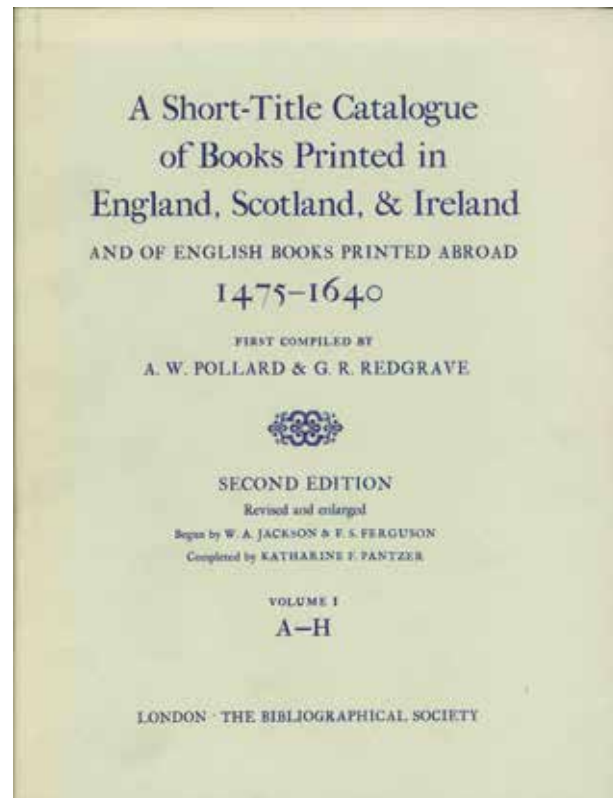 A Short-Title Catalogue
of Books Printed in
England, Scotland, & Ireland
AND OF ENGLISH BOOKS PRINTED ABROAD
1475–1640
FIRST COMPILED BY
A. W. POLLARD & G. R. REDGRAVE
SECOND EDITION
Revised and enlarged
Begun by W. A. JACKSON & F. S. FERGUSON
Completed by KATHARINE F. PANTZER
VOLUME I
A–H
LONDON · THE BIBLIOGRAPHICAL SOCIETY